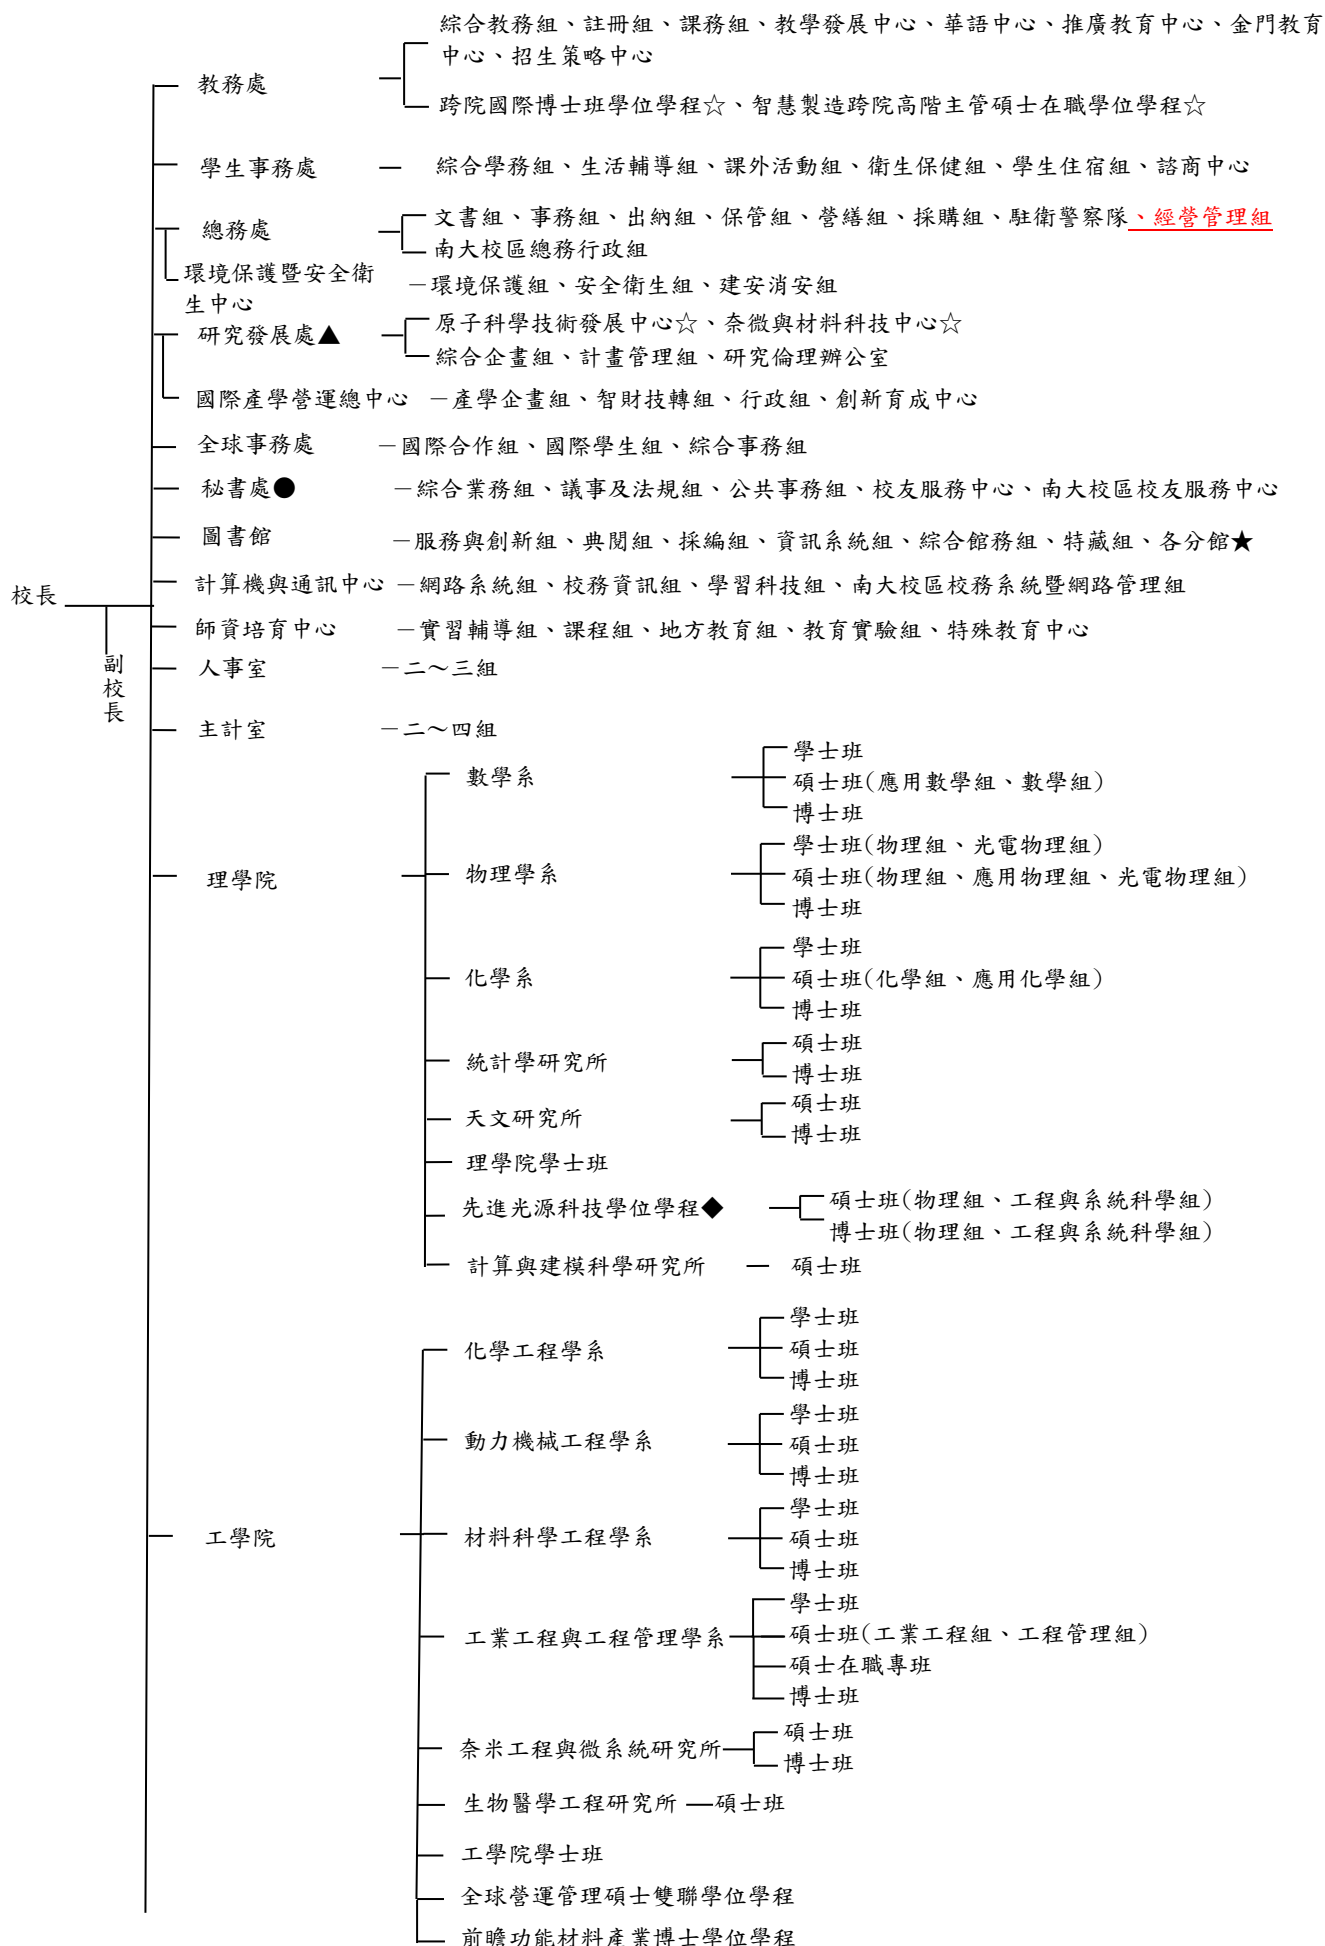 綜合教務組、註冊組、課務組、教學發展中心、華語中心、推廣教育中心、金門教育
中心、招生策略中心
教務處
跨院國際博士班學位學程☆、智慧製造跨院高階主管碩士在職學位學程☆
學生事務處 — 綜合學務組、生活輔導組、課外活動組、衛生保健組、學生住宿組、諮商中心
文書組、事務組、出納組、保管組、營繕組、採購組、駐衛警察隊、經營管理組
總務處
南大校區總務行政組
環境保護暨安全衛
生中心
－環境保護組、安全衛生組、建安消安組
原子科學技術發展中心☆、奈微與材料科技中心☆
研究發展處▲
綜合企畫組、計畫管理組、研究倫理辦公室
國際產學營運總中心 －產學企畫組、智財技轉組、行政組、創新育成中心
全球事務處 －國際合作組、國際學生組、綜合事務組
秘書處● －綜合業務組、議事及法規組、公共事務組、校友服務中心、南大校區校友服務中心
圖書館 －服務與創新組、典閱組、採編組、資訊系統組、綜合館務組、特藏組、各分館★
計算機與通訊中心 －網路系統組、校務資訊組、學習科技組、南大校區校務系統暨網路管理組
校長
師資培育中心 －實習輔導組、課程組、地方教育組、教育實驗組、特殊教育中心
副校長
人事室 －二～三組
主計室 －二～四組
學士班
數學系
碩士班(應用數學組、數學組)
博士班
學士班(物理組、光電物理組)
理學院
物理學系
碩士班(物理組、應用物理組、光電物理組)
博士班
學士班
化學系
碩士班(化學組、應用化學組)
博士班
碩士班
統計學研究所
博士班
碩士班
天文研究所
博士班
理學院學士班
先進光源科技學位學程◆
碩士班(物理組、工程與系統科學組)
博士班(物理組、工程與系統科學組)
計算與建模科學研究所 — 碩士班
學士班
化學工程學系
碩士班
博士班
學士班
動力機械工程學系
碩士班
博士班
學士班
工學院
材料科學工程學系
碩士班
博士班
學士班
工業工程與工程管理學系
碩士班(工業工程組、工程管理組)
碩士在職專班
博士班
碩士班
奈米工程與微系統研究所
博士班
生物醫學工程研究所 —碩士班
工學院學士班
全球營運管理碩士雙聯學位學程
前瞻功能材料產業博士學位學程